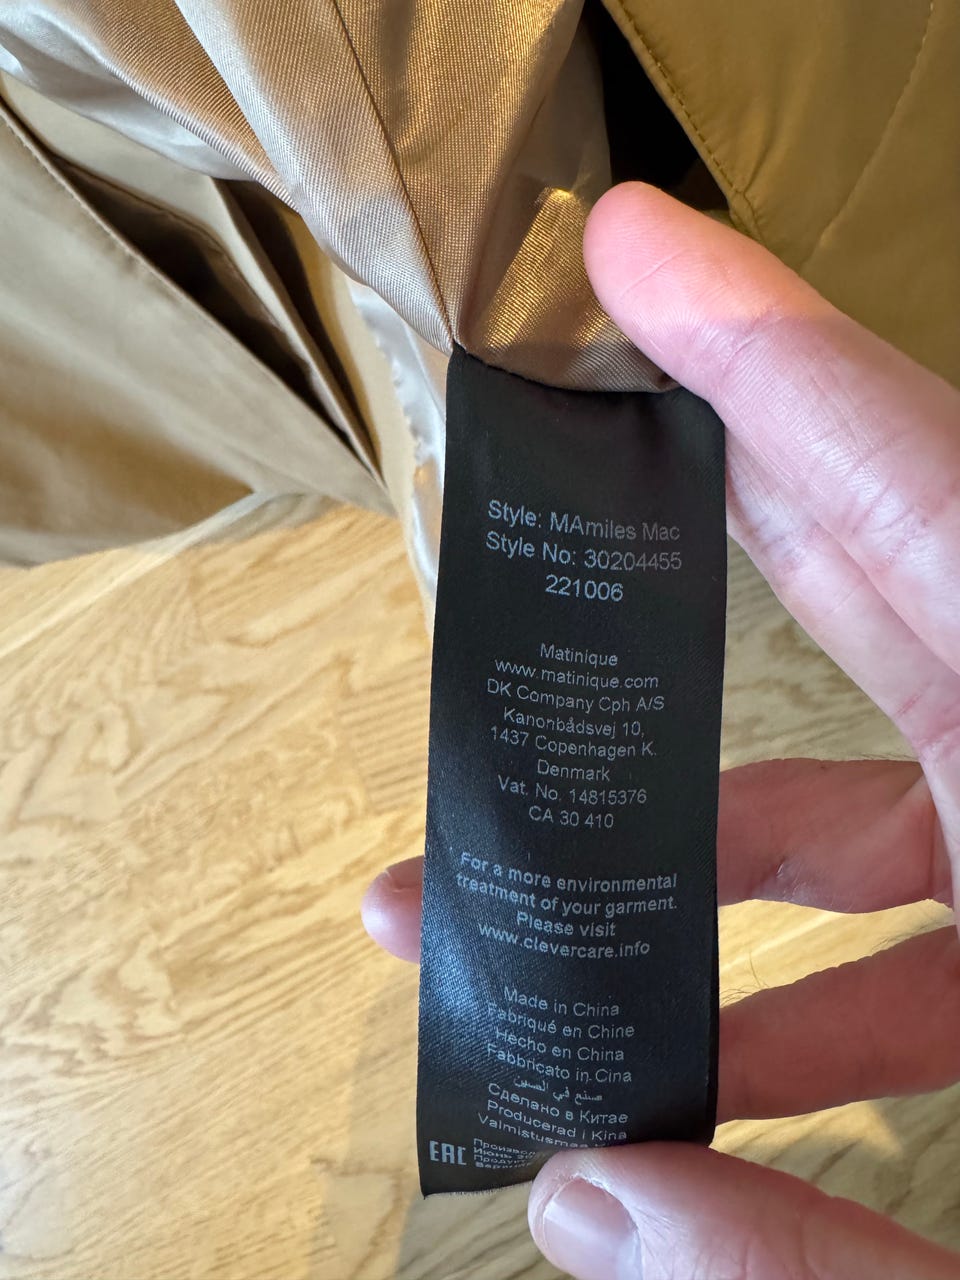 Style: MAmiles Mac
Style No: 30204455
221006
Matinique
www.matinique.com
DK Company Cph A/S
Kanonbådsvej 10,
1437 Copenhagen K.
Denmark
Vat. No. 14815376
CA 30 410
For a more environmental
treatment of your garment.
Please visit
www.clevercare.info
Made in China
Fabriqué en Chine
Hecho en China
Fabbricato in Cina
صنع في الصين
Сделано в Китае
Producerad i Kina
EAC
Июнь